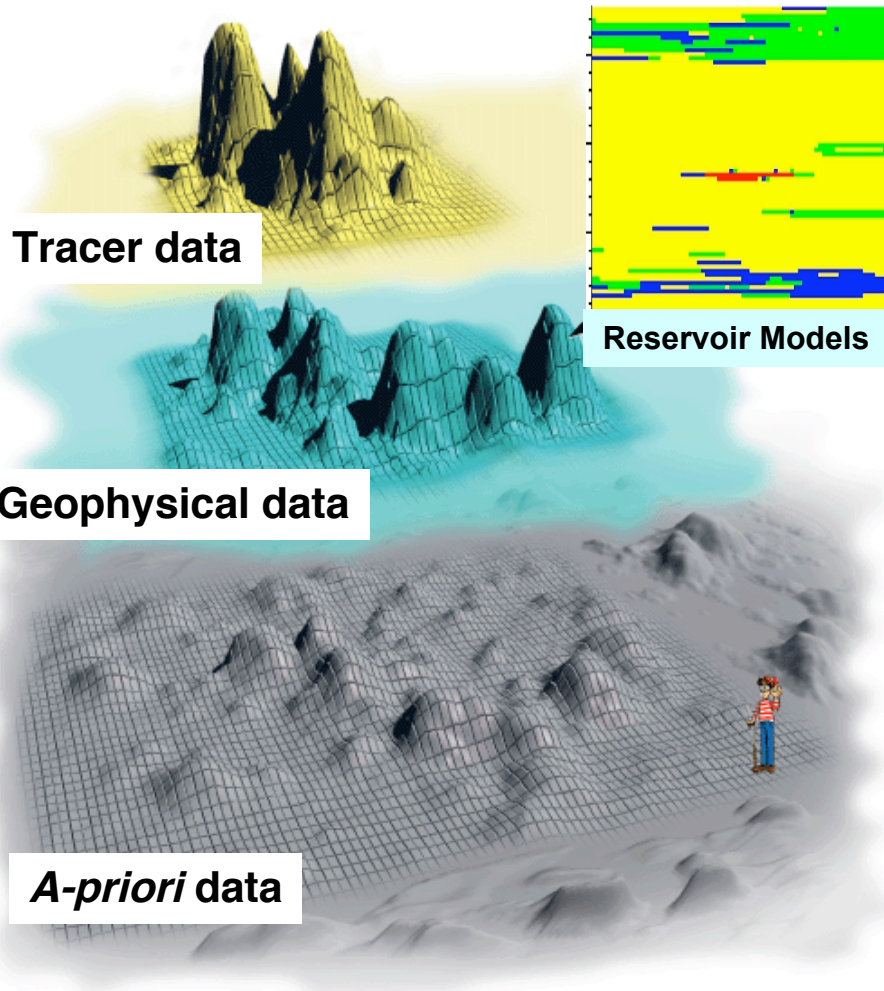 Tracer data
Reservoir Models
Geophysical data
A-priori data